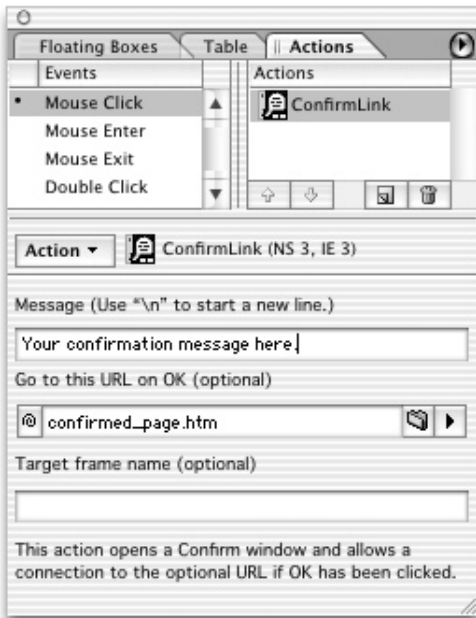 Floating Boxes Table Actions
Events Actions
Mouse Click ConfirmLink
Mouse Enter
Mouse Exit
Double Click
Action ConfirmLink (NS 3, IE 3)
Message (Use “\n” to start a new line.)
Your confirmation message here.
Go to this URL on OK (optional)
@ confirmed_page.htm
Target frame name (optional)
This action opens a Confirm window and allows a
connection to the optional URL if OK has been clicked.